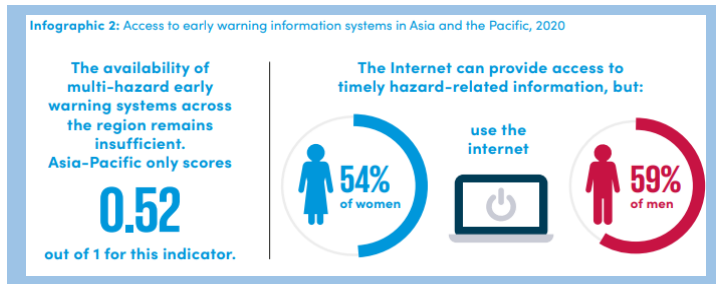 Infographic 2: Access to early warning information systems in Asia and the Pacific, 2020
The availability of
multi-hazard early
warning systems across
the region remains
insufficient.
Asia-Pacific only scores
0.52
out of 1 for this indicator.
The Internet can provide access to
timely hazard-related information, but:
54%
of women
use the
internet
59%
of men